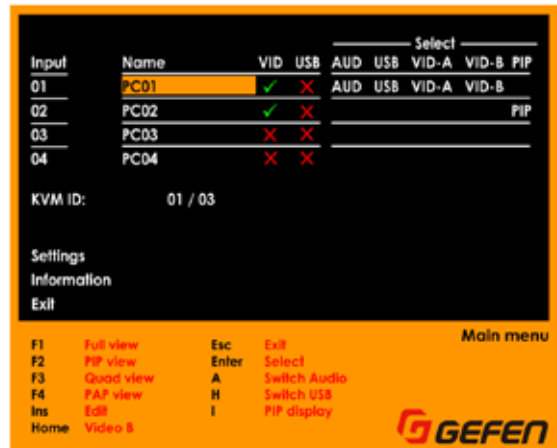 Select
Input Name VID USB AUD USB VID-A VID-B PIP
01 PC01 AUD USB VID-A VID-B
02 PC02 PIP
03 PC03
04 PC04
KVM ID: 01 / 03
Settings
Information
Exit
Main menu
F1 Full view Esc Exit
F2 PIP view Enter Select
F3 Quad view A Switch Audio
F4 PAP view H Switch USB
Ins Edit I PIP display
Home Video B
GEFEN